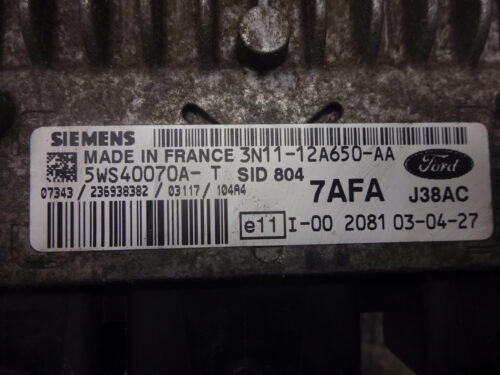 SIEMENS
MADE IN FRANCE 3N11-12A650-AA
5WS40070A- T SID 804
Ford
07343 / 236938382 / 03117 / 104A4
7AFA J38AC
e11 I-00 2081 03-04-27